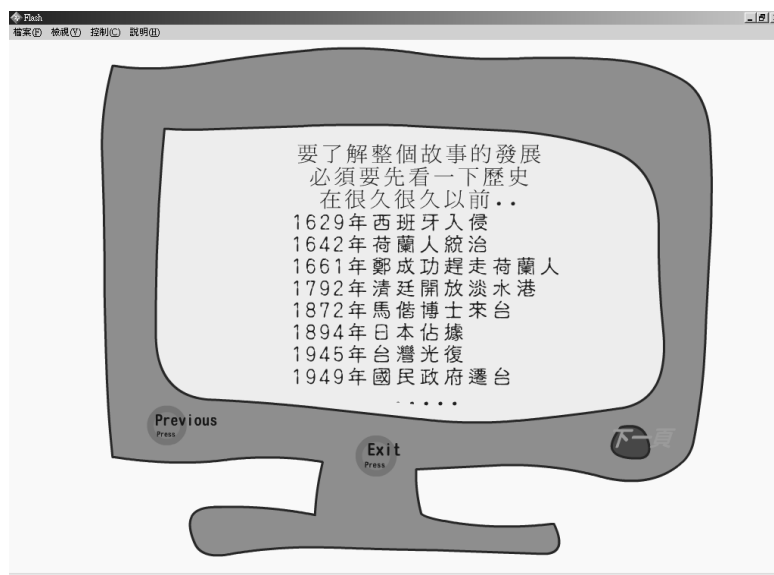 Flash
檔案(F) 檢視(V) 控制(C) 說明(H)
要了解整個故事的發展
必須要先看一下歷史
在很久很久以前..
1629年西班牙入侵
1642年荷蘭人統治
1661年鄭成功趕走荷蘭人
1792年清廷開放淡水港
1872年馬偕博士來台
1894年日本佔據
1945年台灣光復
1949年國民政府遷台
.....
Previous
Press
Exit
Press
下一頁